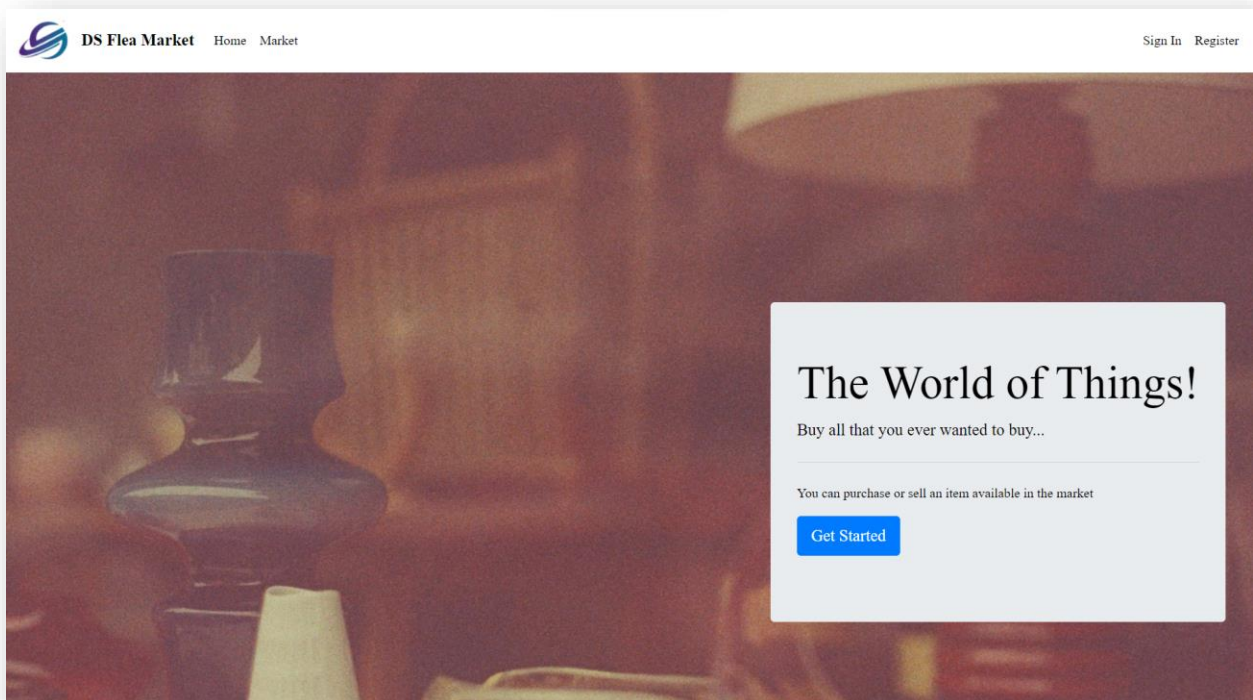 DS Flea Market Home Market Sign In Register
The World of Things!
Buy all that you ever wanted to buy...
You can purchase or sell an item available in the market
Get Started